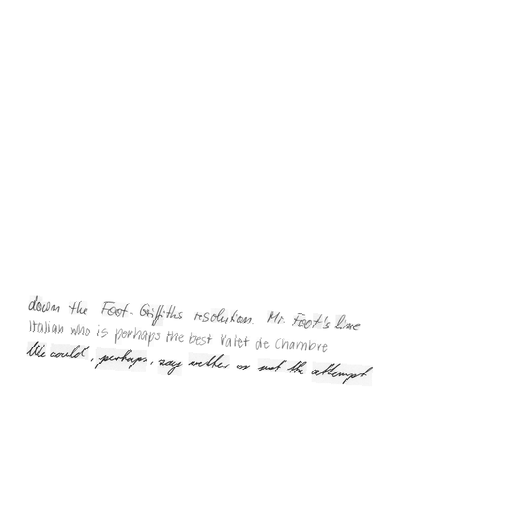 down the Foot-Griffiths resolution. Mr. Foot's line
Italian who is perhaps the best Valet de Chambre
We could, perhaps, say wether or not the attempt